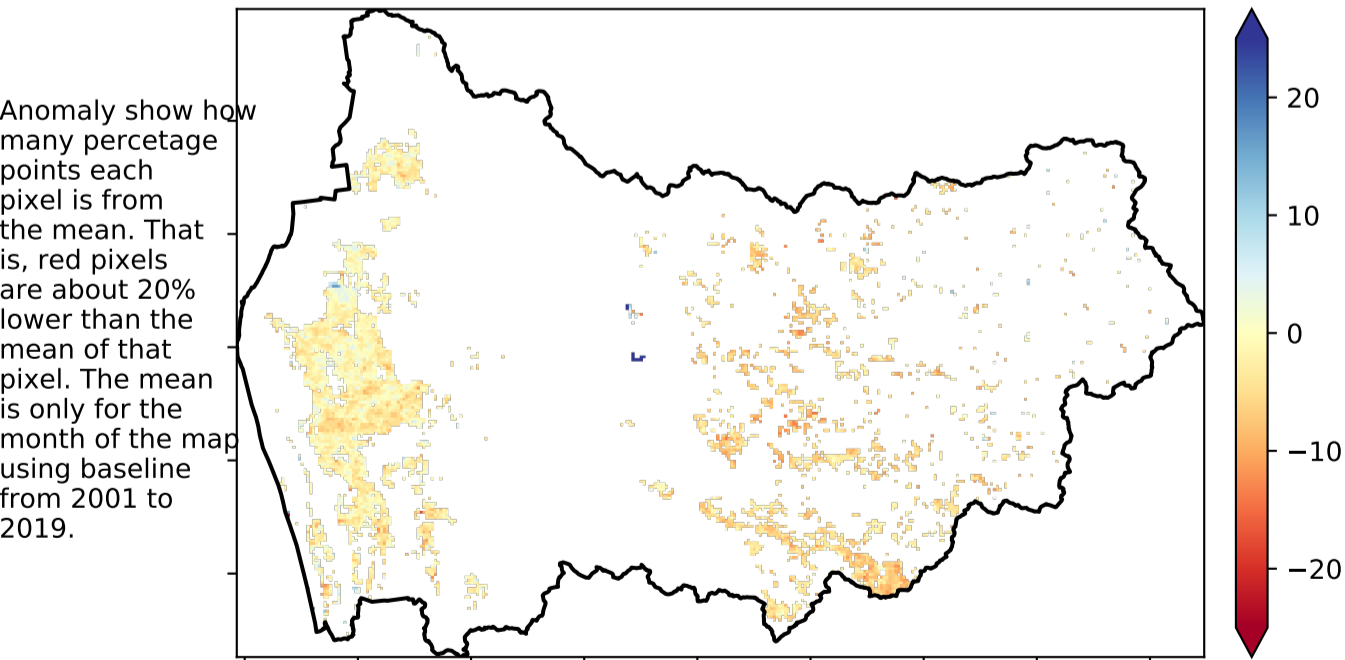 Anomaly show how
many percetage
points each
pixel is from
the mean. That
is, red pixels
are about 20%
lower than the
mean of that
pixel. The mean
is only for the
month of the map
using baseline
from 2001 to
2019.
20
10
0
−10
−20